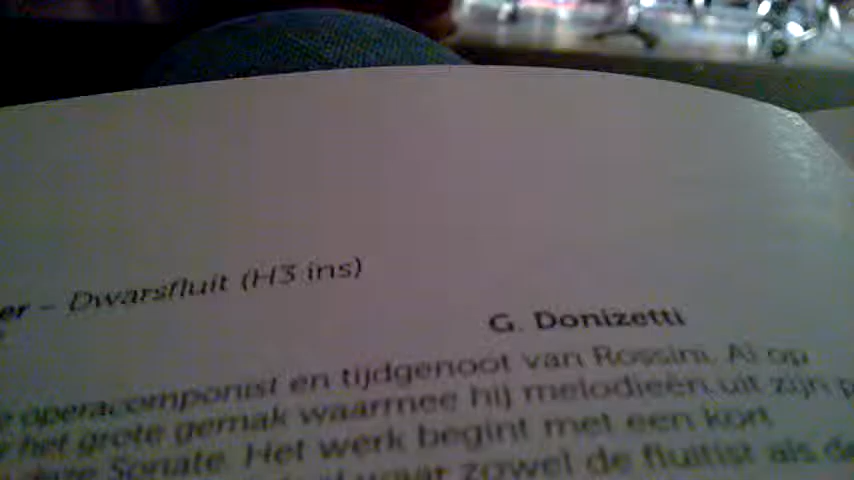 er – Dwarsfluit (H3 ins)
G. Donizetti
operacomponist en tijdgenoot van Rossini. Al op
het grote gemak waarmee hij melodieën uit zijn
Sonate. Het werk begint met een kort
waar zowel de fluitist als de